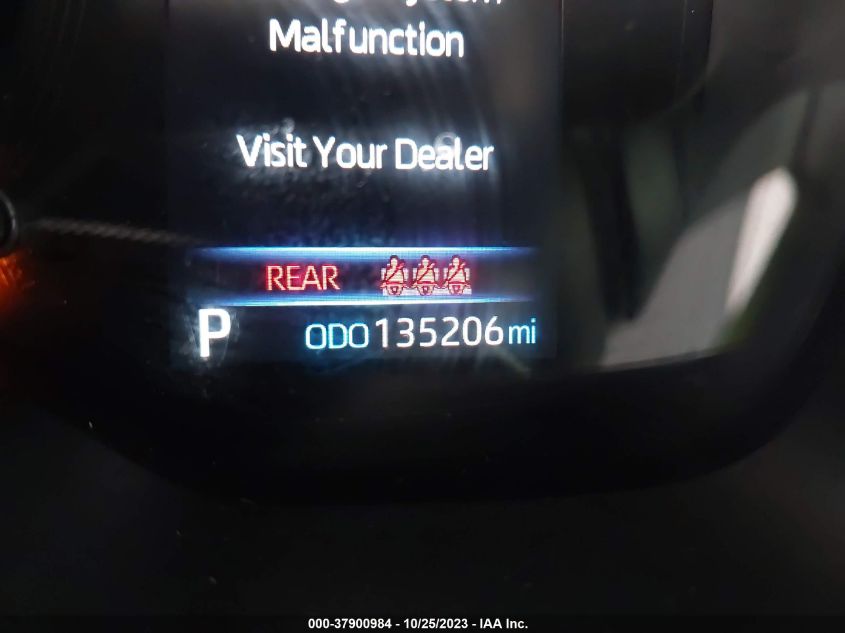 Malfunction
Visit Your Dealer
REAR
P ODO 135206 mi
000-37900984 - 10/25/2023 - IAA Inc.